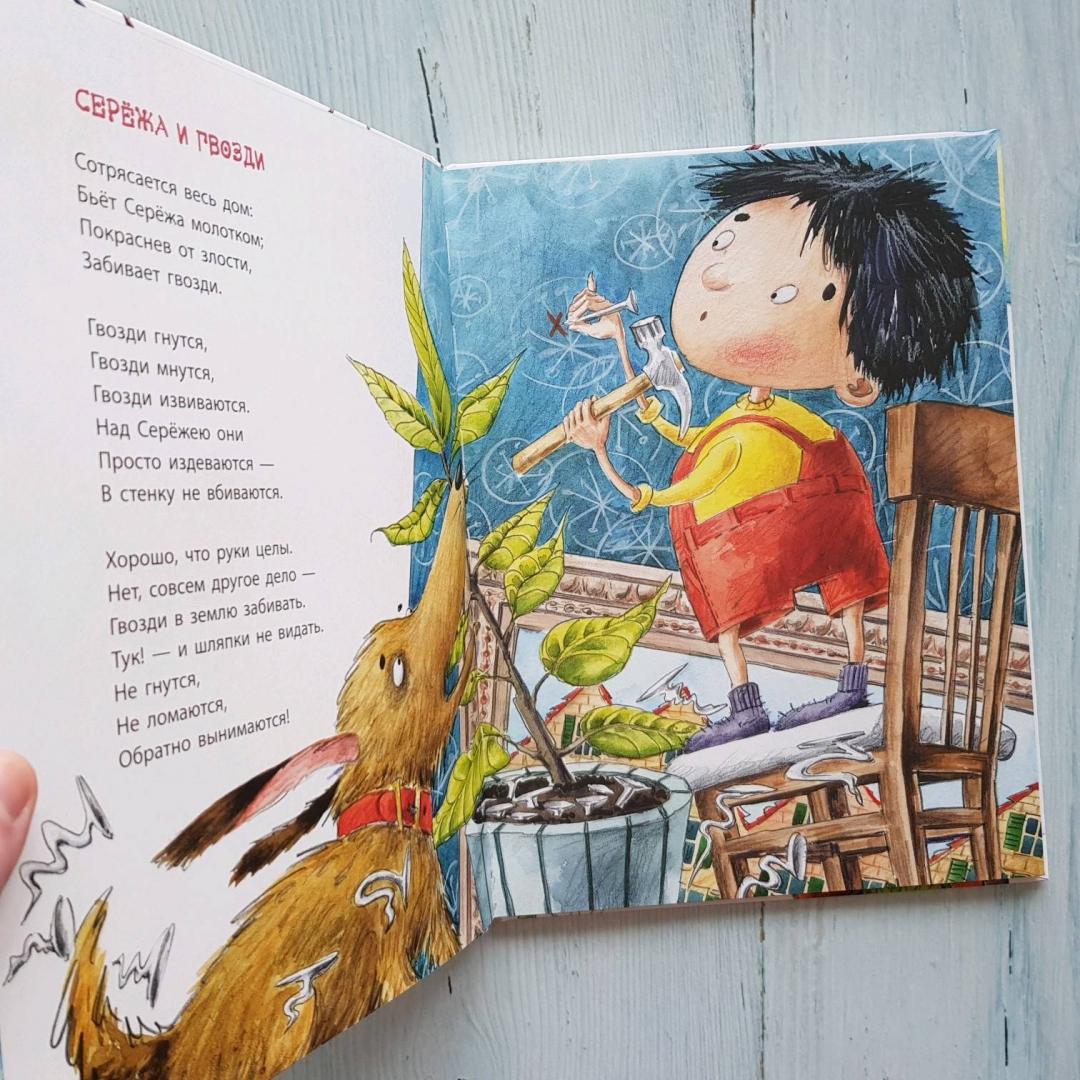 СЕРЁЖА И ГВОЗДИ
Сотрясается весь дом:
Бьёт Серёжа молотком;
Покраснев от злости,
Забивает гвозди.
Гвозди гнутся,
Гвозди мнутся,
Гвозди извиваются.
Над Серёжею они
Просто издеваются —
В стенку не вбиваются.
Хорошо, что руки целы.
Нет, совсем другое дело —
Гвозди в землю забивать.
Тук! — и шляпки не видать.
Не гнутся,
Не ломаются,
Обратно вынимаются!